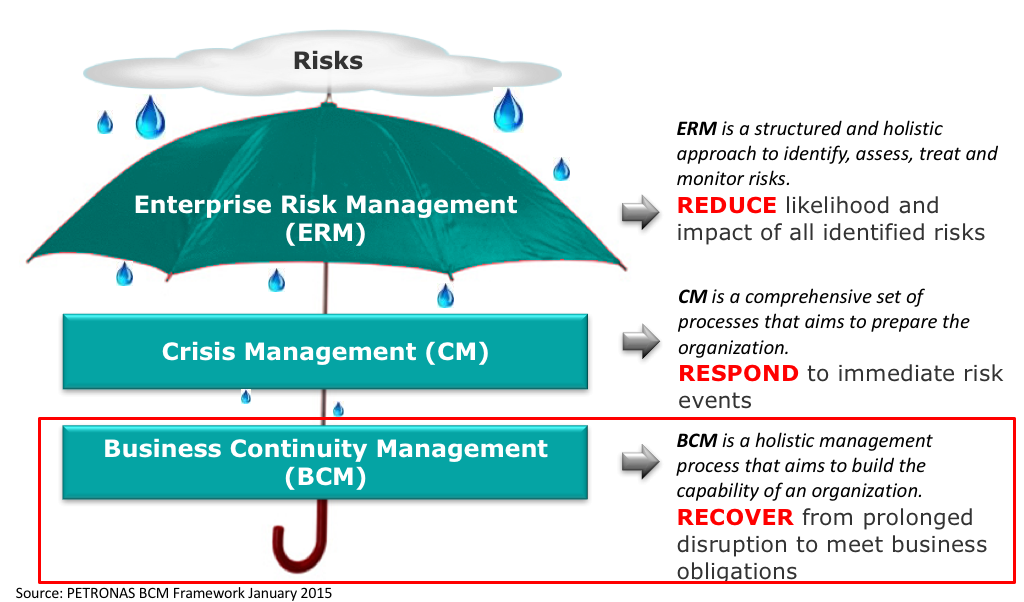 Risks
Enterprise Risk Management
(ERM)
ERM is a structured and holistic
approach to identify, assess, treat and
monitor risks.
REDUCE likelihood and
impact of all identified risks
Crisis Management (CM)
CM is a comprehensive set of
processes that aims to prepare the
organization.
RESPOND to immediate risk
events
Business Continuity Management
(BCM)
BCM is a holistic management
process that aims to build the
capability of an organization.
RECOVER from prolonged
disruption to meet business
obligations
Source: PETRONAS BCM Framework January 2015